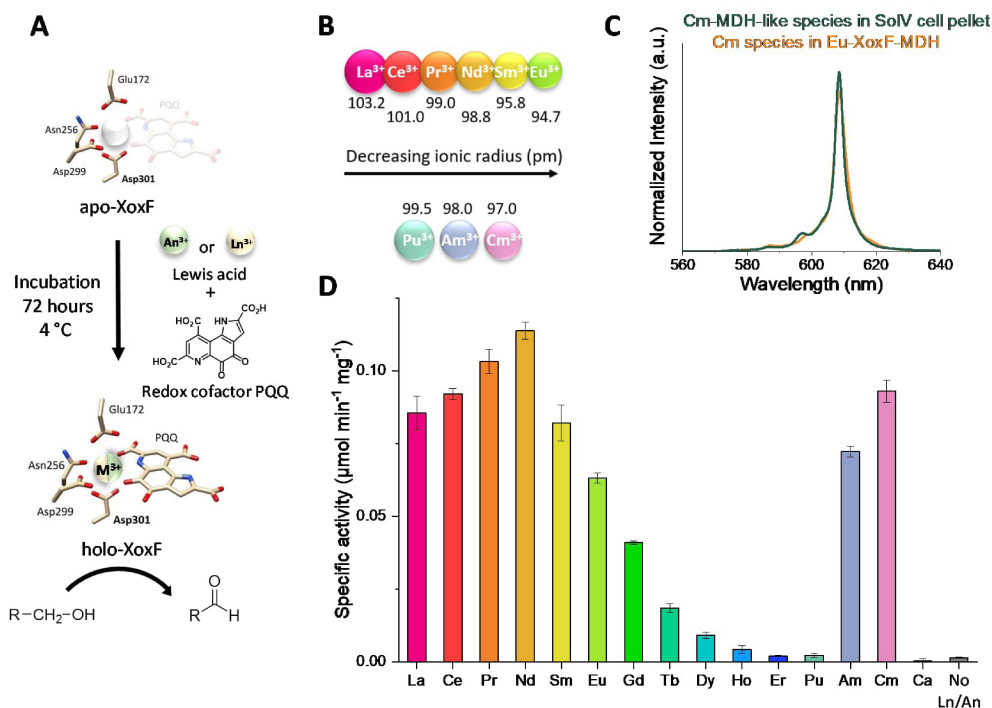 A
Glu172
PQQ
Asn256
Asp299
Asp301
apo-XoxF
An³⁺ or Ln³⁺
Lewis acid
+
Incubation
72 hours
4 °C
HO₂C
CO₂H
HN
HO₂C
N
O
O
Redox cofactor PQQ
Glu172
PQQ
Asn256
M³⁺
Asp299
Asp301
holo-XoxF
R-CH₂-OH
O
R
H
B
La³⁺ Ce³⁺ Pr³⁺ Nd³⁺ Sm³⁺ Eu³⁺
103.2 99.0 95.8
101.0 98.8 94.7
Decreasing ionic radius (pm)
99.5 98.0 97.0
Pu³⁺ Am³⁺ Cm³⁺
C
Cm-MDH-like species in SolV cell pellet
Cm species in Eu-XoxF-MDH
Normalized Intensity (a.u.)
560 580 600 620 640
Wavelength (nm)
D
Specific activity (µmol min⁻¹ mg⁻¹)
0.10
0.05
0.00
La Ce Pr Nd Sm Eu Gd Tb Dy Ho Er Pu Am Cm Ca No
Ln/An